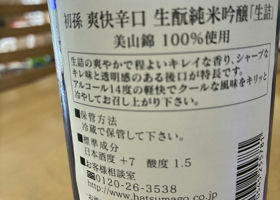 初孫 爽快辛口 生酛純米吟醸「生詰」
美山錦 100%使用
生詰の爽やかで程よいキレイな香り、シャープな
キレ味と透明感のある後口が特長です。
アルコール14度の軽快でクールな風味をキリッと
冷やしてお召し上がり下さい。
■保管方法
冷蔵で保管して下さい。
■標準成分
日本酒度 +7 酸度 1.5
■お客様相談室
0120-26-3538
http://www.hatsumago.co.jp